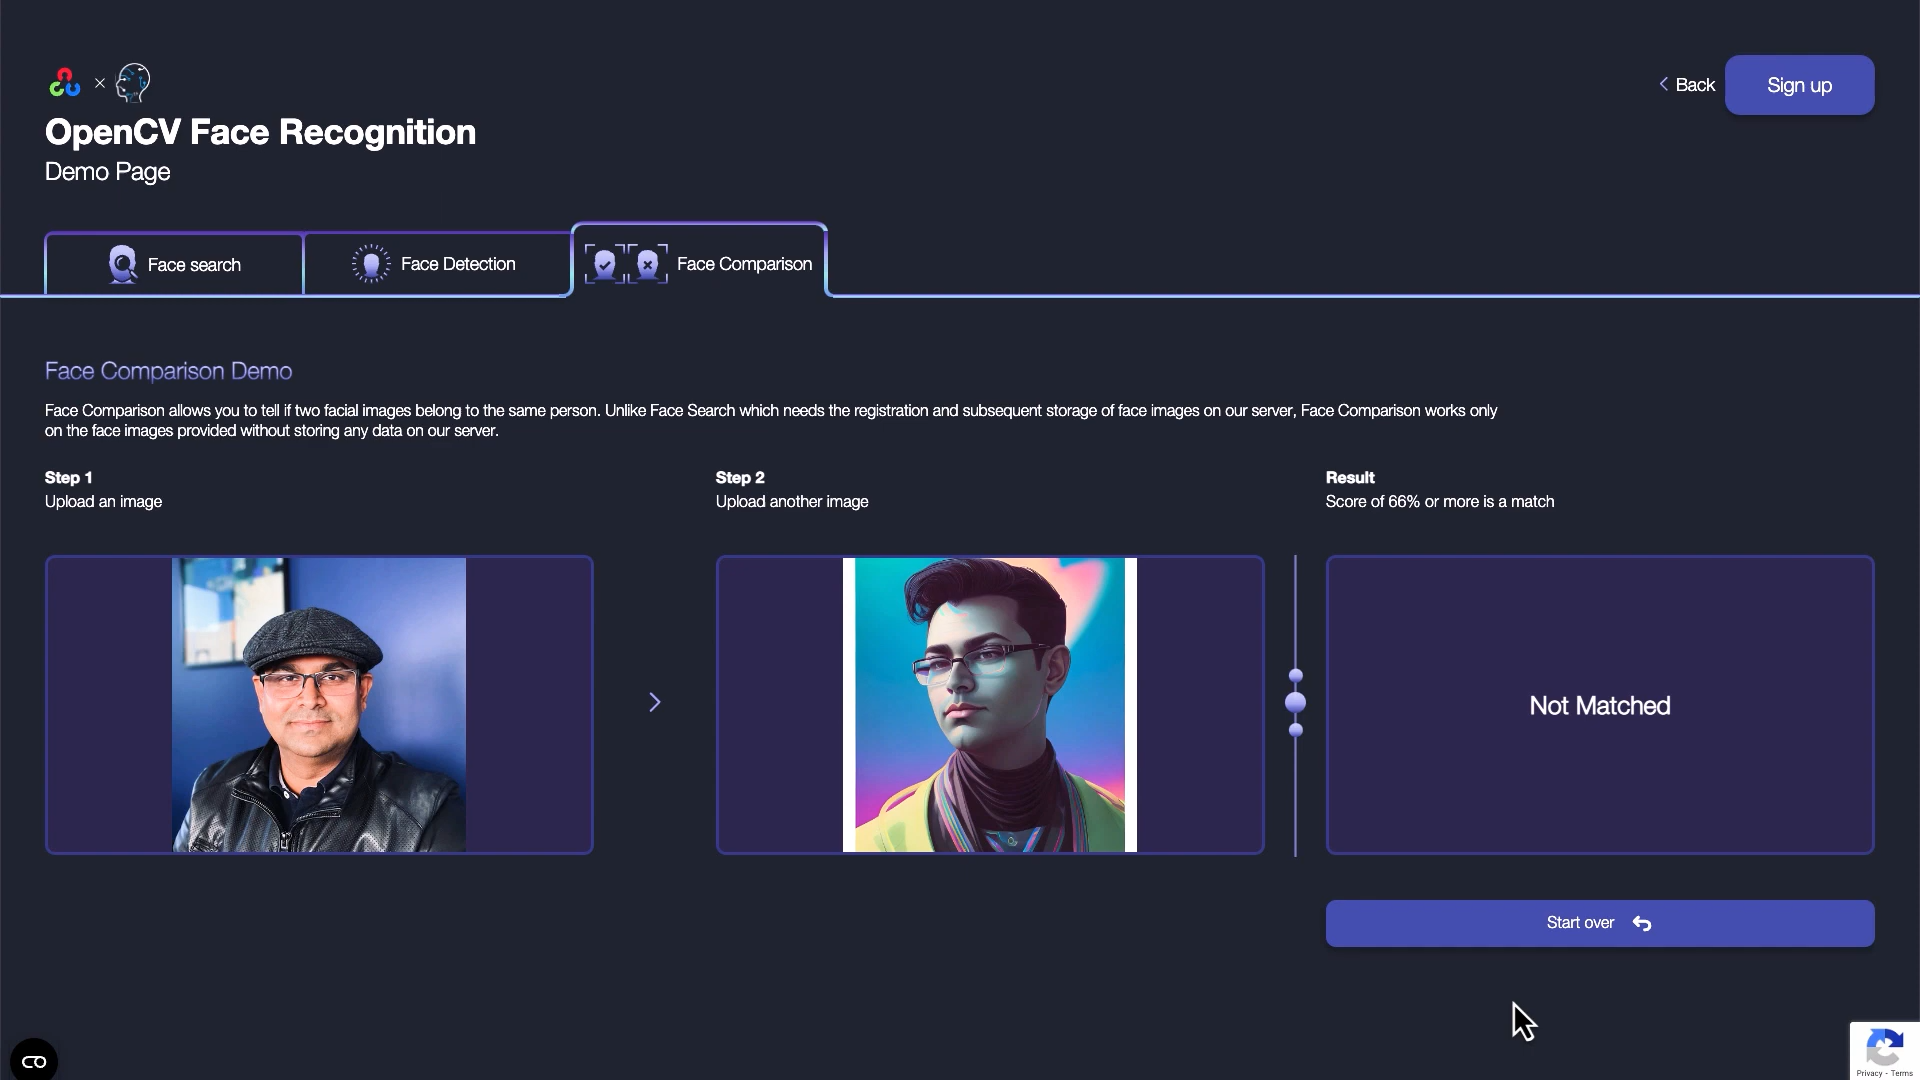 Back
Sign up
OpenCV Face Recognition
Demo Page
Face search
Face Detection
Face Comparison
Face Comparison Demo
Face Comparison allows you to tell if two facial images belong to the same person. Unlike Face Search which needs the registration and subsequent storage of face images on our server, Face Comparison works only
on the face images provided without storing any data on our server.
Step 1
Upload an image
Step 2
Upload another image
Result
Score of 66% or more is a match
Not Matched
Start over
Privacy - Terms